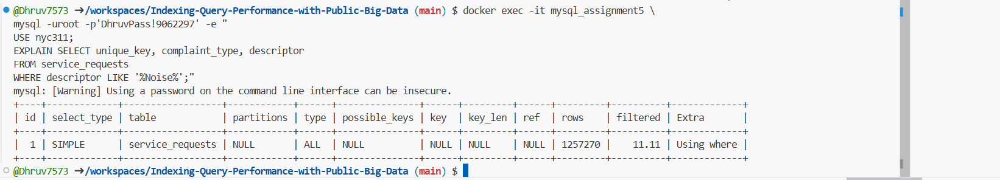 @Dhruv7573 →/workspaces/Indexing-Query-Performance-with-Public-Big-Data (main) $ docker exec -it mysql_assignment5 \
mysql -uroot -p'DhruvPass!9062297' -e "
USE nyc311;
EXPLAIN SELECT unique_key, complaint_type, descriptor
FROM service_requests
WHERE descriptor LIKE '%Noise%';"
mysql: [Warning] Using a password on the command line interface can be insecure.
+----+-------------+------------------+------------+------+---------------+------+---------+------+---------+----------+-------------+
| id | select_type | table            | partitions | type | possible_keys | key  | key_len | ref  | rows    | filtered | Extra       |
+----+-------------+------------------+------------+------+---------------+------+---------+------+---------+----------+-------------+
|  1 | SIMPLE      | service_requests | NULL       | ALL  | NULL          | NULL | NULL    | NULL | 1257270 |    11.11 | Using where |
+----+-------------+------------------+------------+------+---------------+------+---------+------+---------+----------+-------------+
@Dhruv7573 →/workspaces/Indexing-Query-Performance-with-Public-Big-Data (main) $